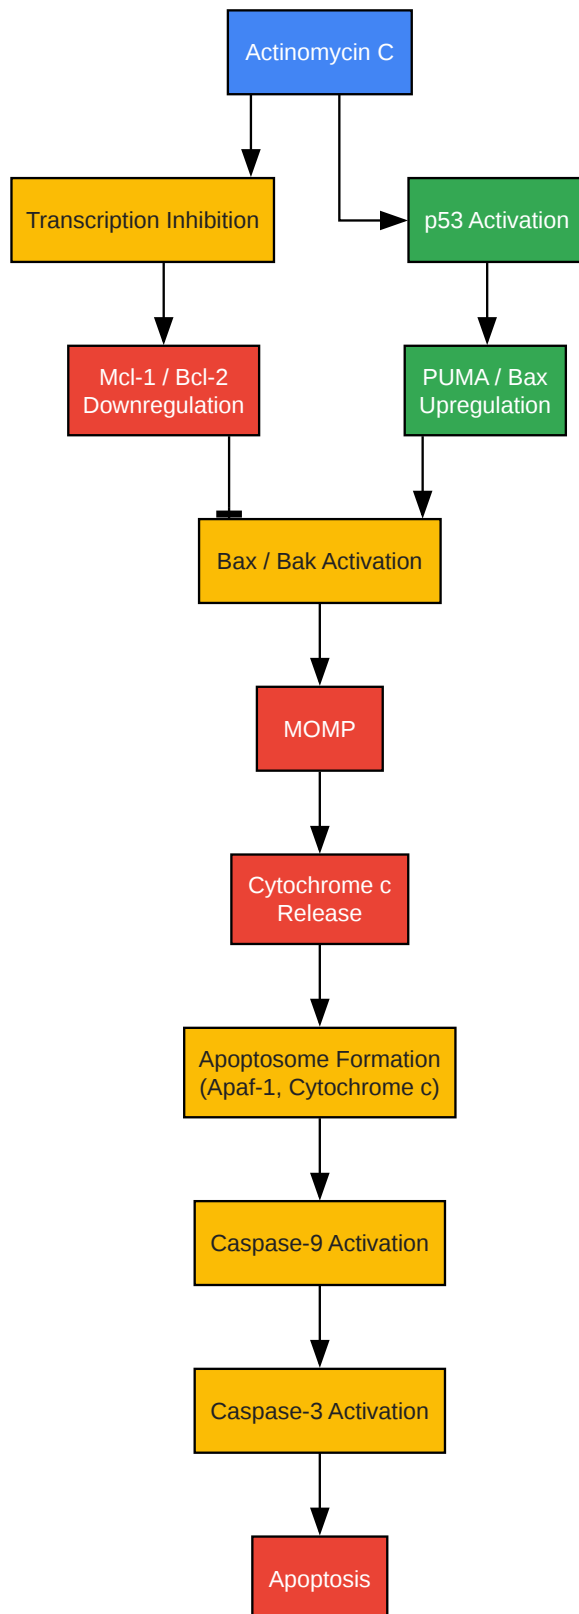 Actinomycin C
Transcription Inhibition
p53 Activation
Mcl-1 / Bcl-2
Downregulation
PUMA / Bax
Upregulation
Bax / Bak Activation
MOMP
Cytochrome c
Release
Apoptosome Formation
(Apaf-1, Cytochrome c)
Caspase-9 Activation
Caspase-3 Activation
Apoptosis